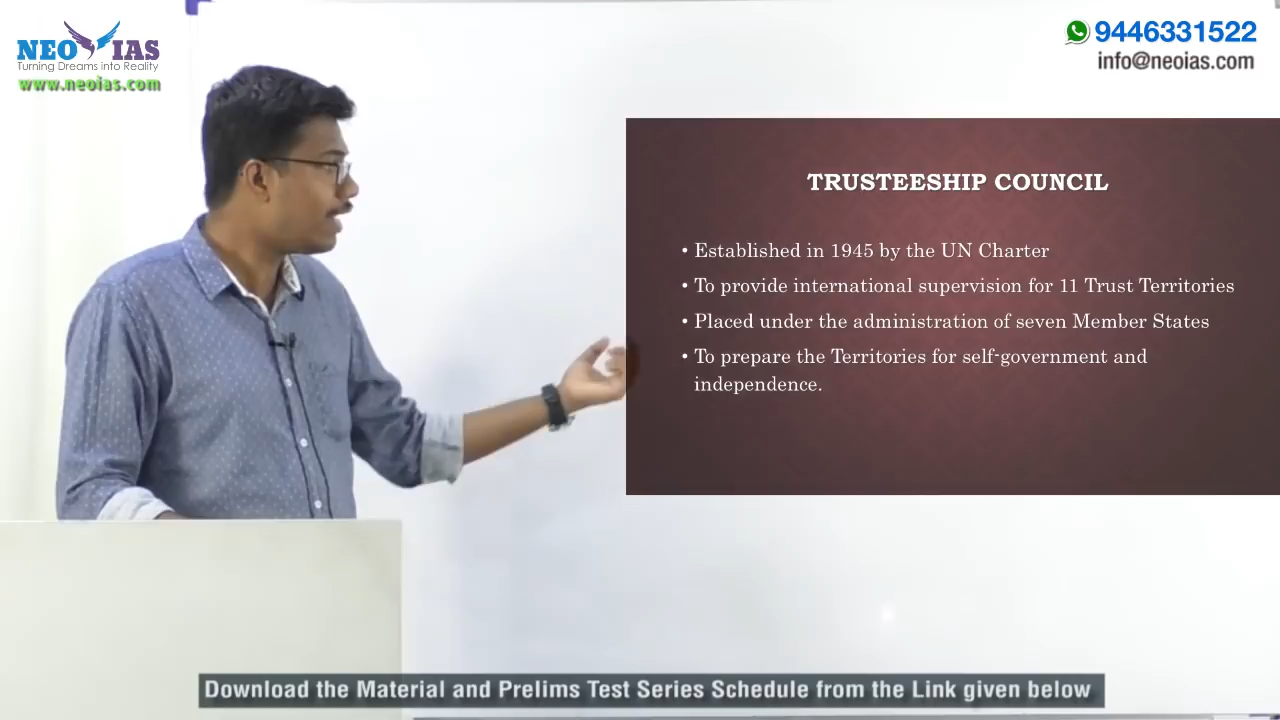 NEO IAS
Turning Dreams into Reality
www.neoias.com
9446331522
info@neoias.com
TRUSTEESHIP COUNCIL
• Established in 1945 by the UN Charter
• To provide international supervision for 11 Trust Territories
• Placed under the administration of seven Member States
• To prepare the Territories for self-government and
independence.
Download the Material and Prelims Test Series Schedule from the Link given below